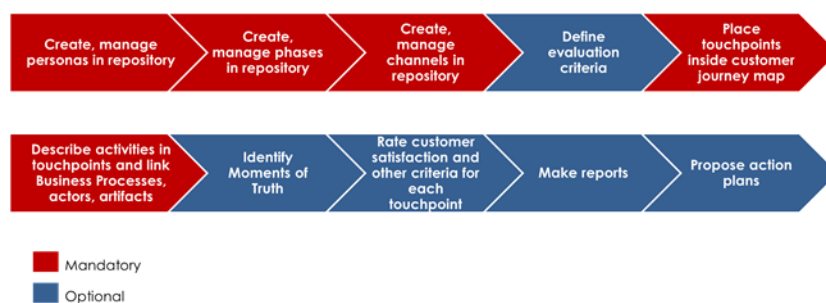 Create, manage
personas in repository
Create,
manage phases
in repository
Create,
manage
channels in
repository
Define
evaluation
criteria
Place
touchpoints
inside customer
journey map
Describe activities in
touchpoints and link
Business Processes,
actors, artifacts
Identify
Moments of
Truth
Rate customer
satisfaction and
other criteria for
each
touchpoint
Make reports
Propose action
plans
Mandatory
Optional